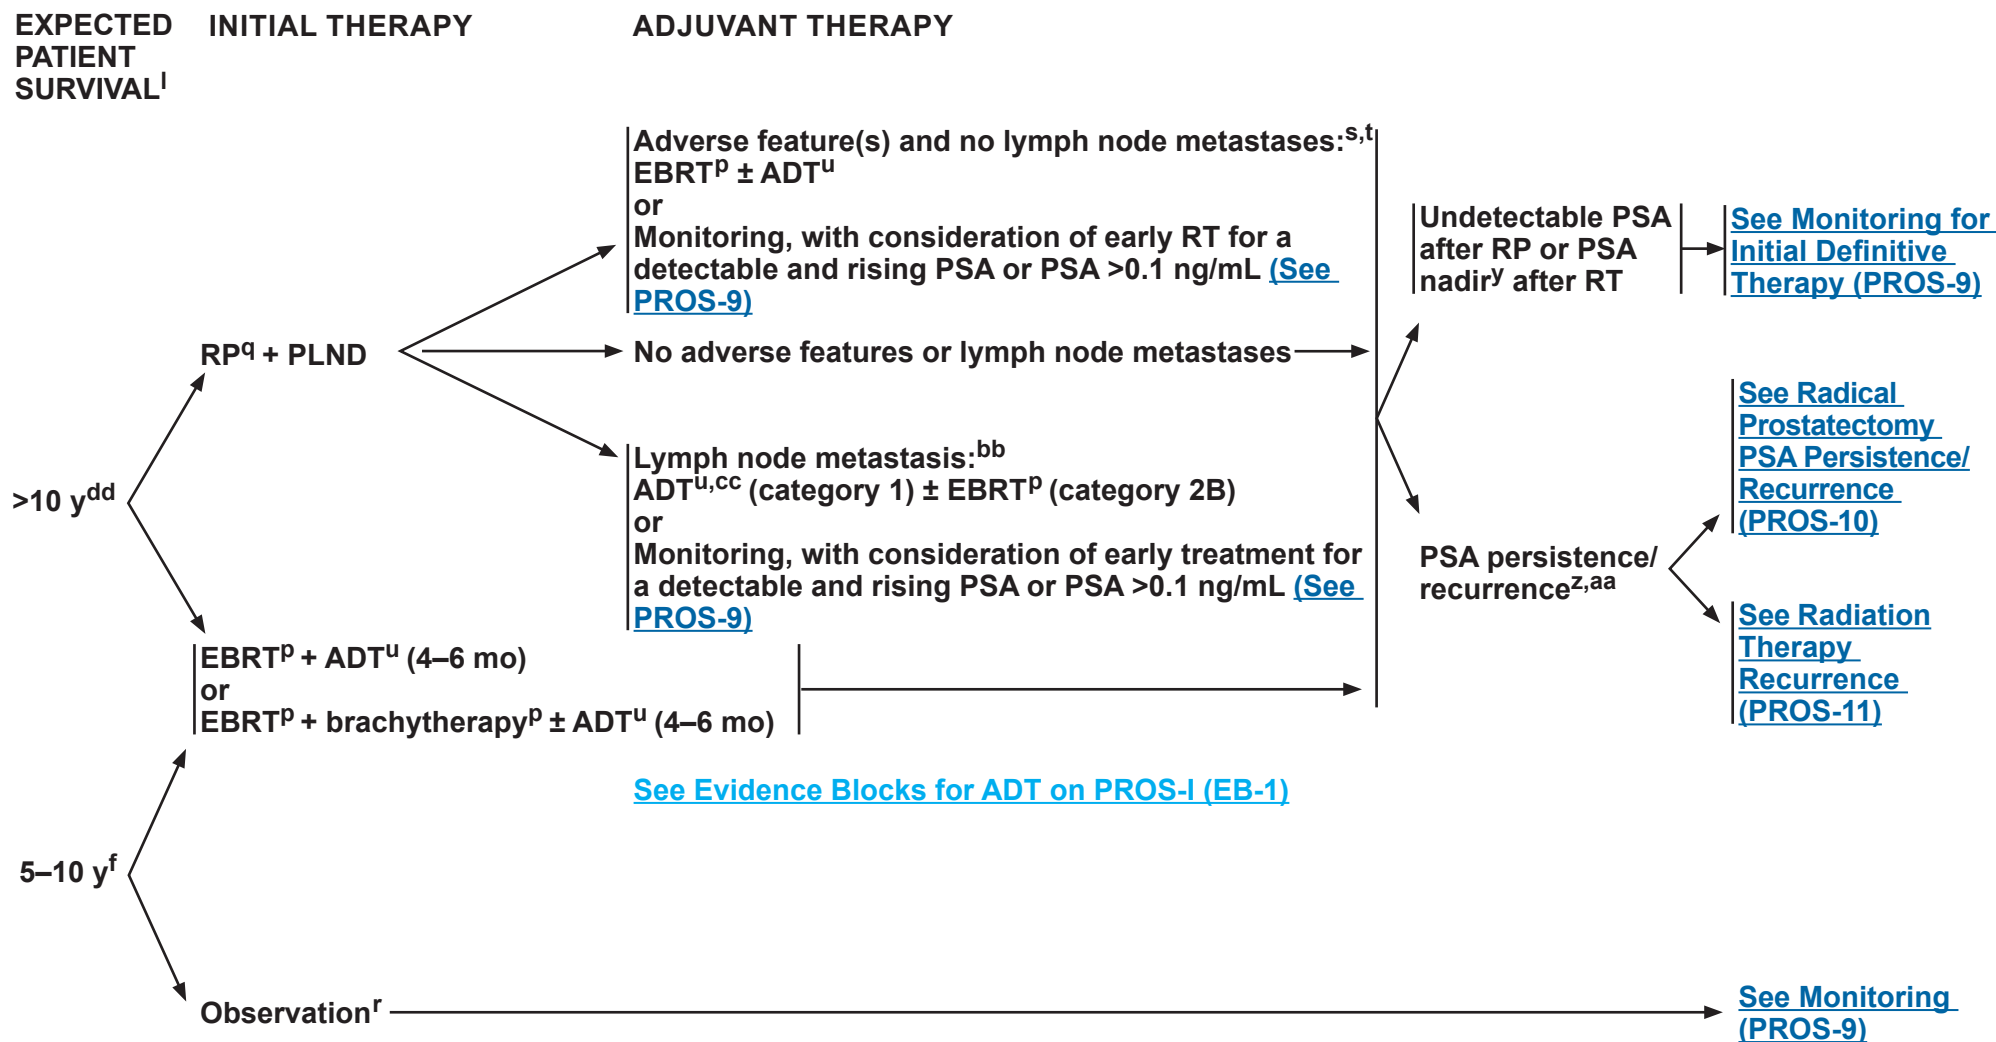 EXPECTED PATIENT SURVIVALl
INITIAL THERAPY
ADJUVANT THERAPY
>10 ydd
RPq + PLND
Adverse feature(s) and no lymph node metastases:s,t
EBRTp ± ADTu
or
Monitoring, with consideration of early RT for a
detectable and rising PSA or PSA >0.1 ng/mL (See
PROS-9)
No adverse features or lymph node metastases
Lymph node metastasis:bb
ADTu,cc (category 1) ± EBRTp (category 2B)
or
Monitoring, with consideration of early treatment for
a detectable and rising PSA or PSA >0.1 ng/mL (See
PROS-9)
EBRTp + ADTu (4–6 mo)
or
EBRTp + brachytherapyp ± ADTu (4–6 mo)
Undetectable PSA
after RP or PSA
nadiry after RT
See Monitoring for
Initial Definitive
Therapy (PROS-9)
PSA persistence/
recurrencez,aa
See Radical
Prostatectomy
PSA Persistence/
Recurrence
(PROS-10)
See Radiation
Therapy
Recurrence
(PROS-11)
See Evidence Blocks for ADT on PROS-I (EB-1)
5–10 yf
Observationr
See Monitoring
(PROS-9)